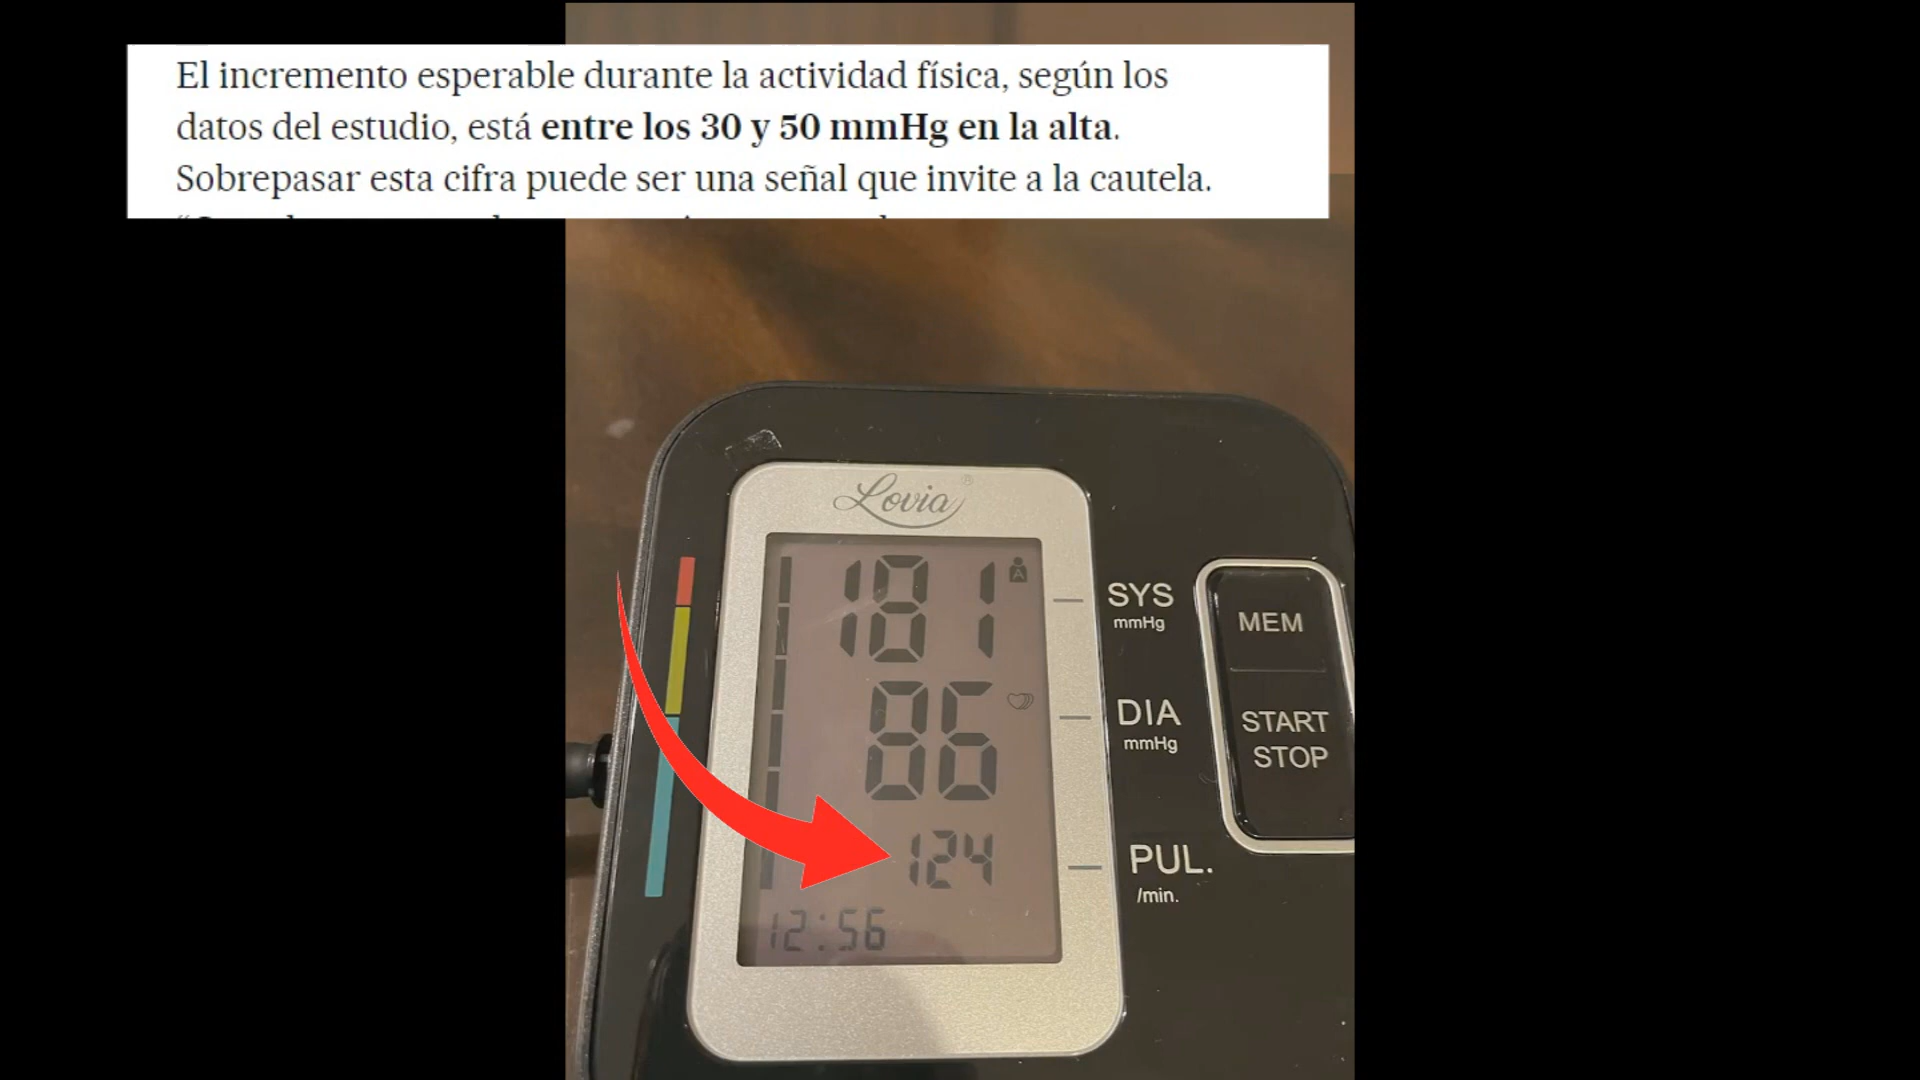 El incremento esperable durante la actividad física, según los
datos del estudio, está entre los 30 y 50 mmHg en la alta.
Sobrepasar esta cifra puede ser una señal que invite a la cautela.
Lovia®
181
A
SYS
mmHg
MEM
86
DIA
mmHg
START
STOP
124
PUL.
/min.
12:56